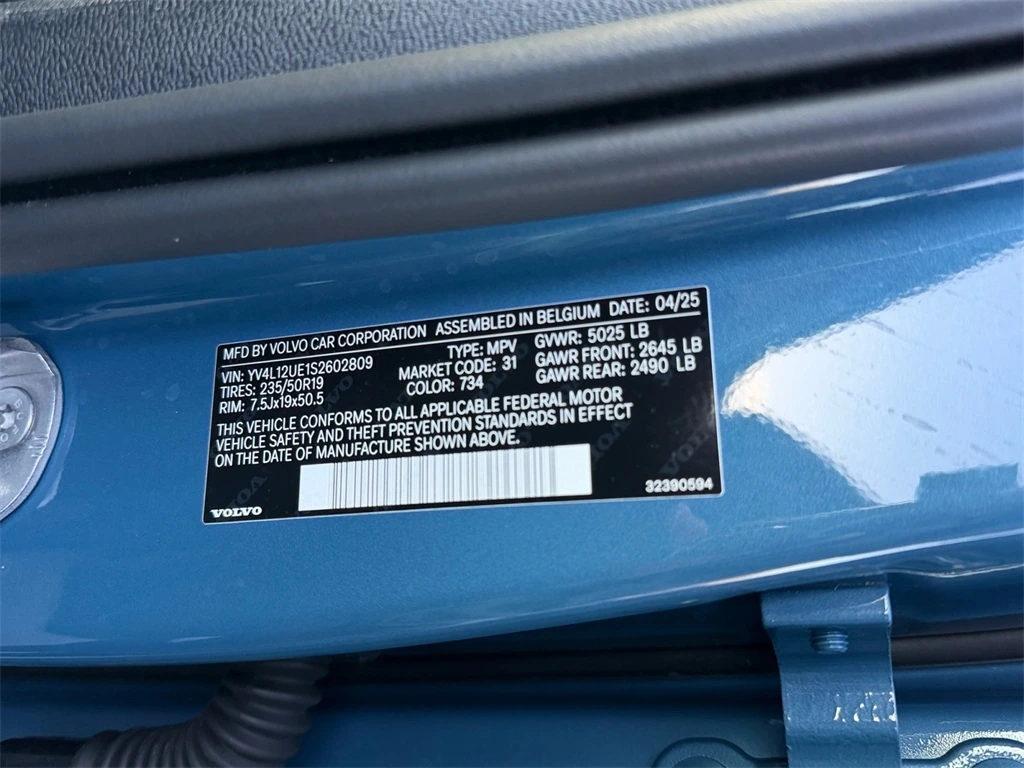 MFD BY VOLVO CAR CORPORATION ASSEMBLED IN BELGIUM DATE: 04/25
VIN: YV4L12UE1S2602809 TYPE: MPV GVWR: 5025 LB
TIRES: 235/50R19 MARKET CODE: 31 GAWR FRONT: 2645 LB
RIM: 7.5Jx19x50.5 COLOR: 734 GAWR REAR: 2490 LB
THIS VEHICLE CONFORMS TO ALL APPLICABLE FEDERAL MOTOR
VEHICLE SAFETY AND THEFT PREVENTION STANDARDS IN EFFECT
ON THE DATE OF MANUFACTURE SHOWN ABOVE.
VOLVO 32390594